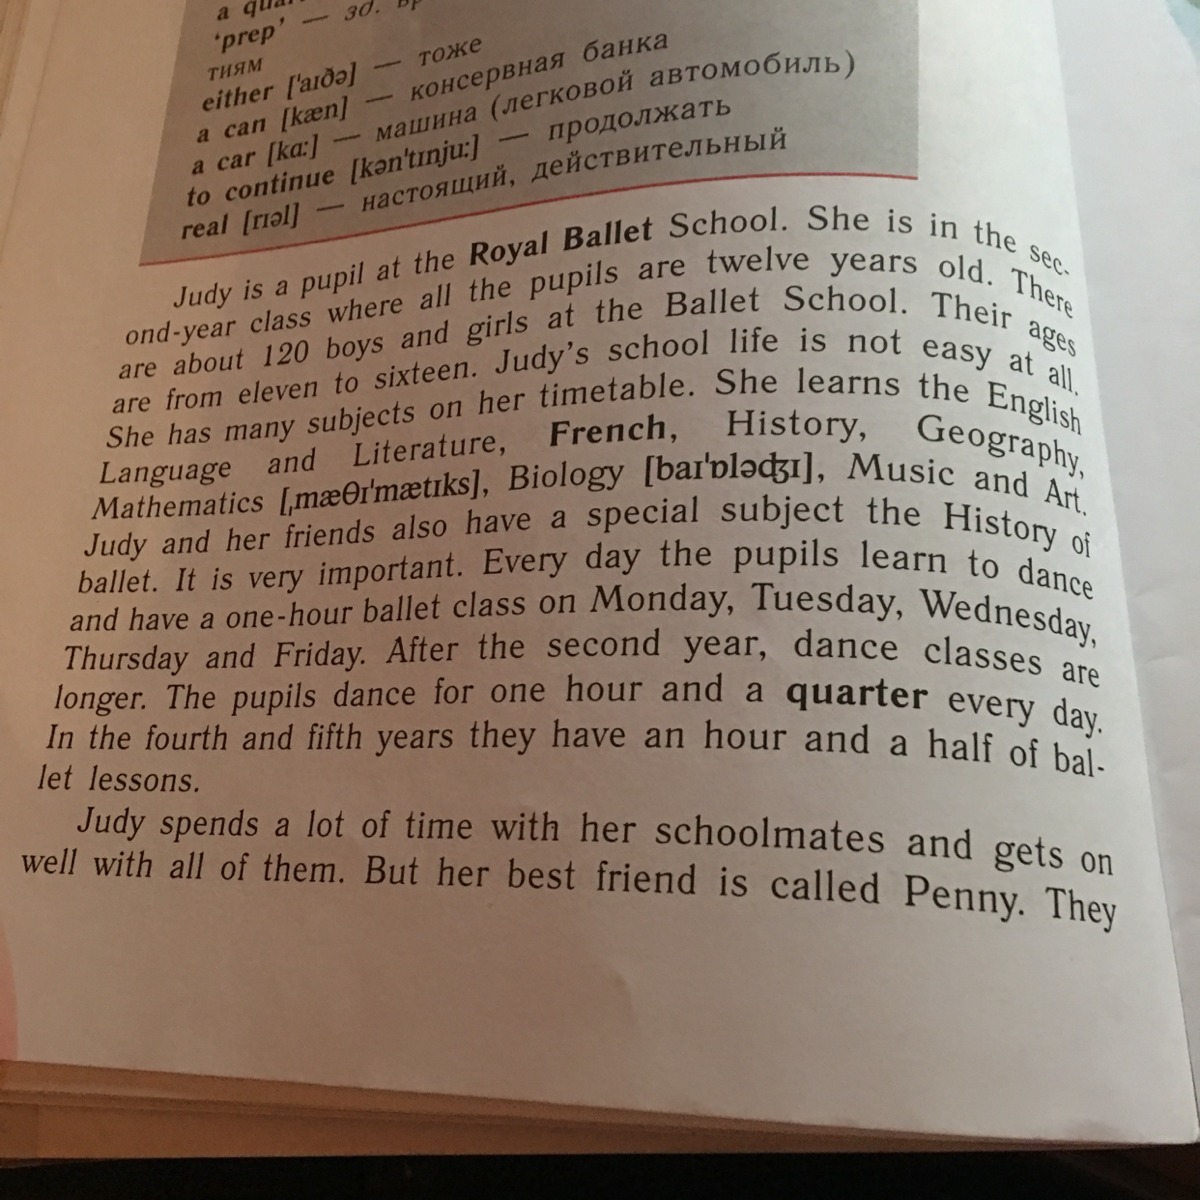 a
'prep' — зд.
тиям
either ['aɪðə] — тоже
a can [kæn] — консервная банка
a car [kɑ:] — машина (легковой автомобиль)
to continue [kən'tɪnju:] — продолжать
real [rɪəl] — настоящий, действительный
Judy is a pupil at the Royal Ballet School. She is in the sec-
ond-year class where all the pupils are twelve years old. There
are about 120 boys and girls at the Ballet School. Their ages
are from eleven to sixteen. Judy's school life is not easy at all.
She has many subjects on her timetable. She learns the English
Language and Literature, French, History, Geography,
Mathematics [ˌmæθɪ'mætɪks], Biology [baɪ'ɒləʤɪ], Music and Art.
Judy and her friends also have a special subject the History of
ballet. It is very important. Every day the pupils learn to dance
and have a one-hour ballet class on Monday, Tuesday, Wednesday,
Thursday and Friday. After the second year, dance classes are
longer. The pupils dance for one hour and a quarter every day.
In the fourth and fifth years they have an hour and a half of bal-
let lessons.
Judy spends a lot of time with her schoolmates and gets on
well with all of them. But her best friend is called Penny. They